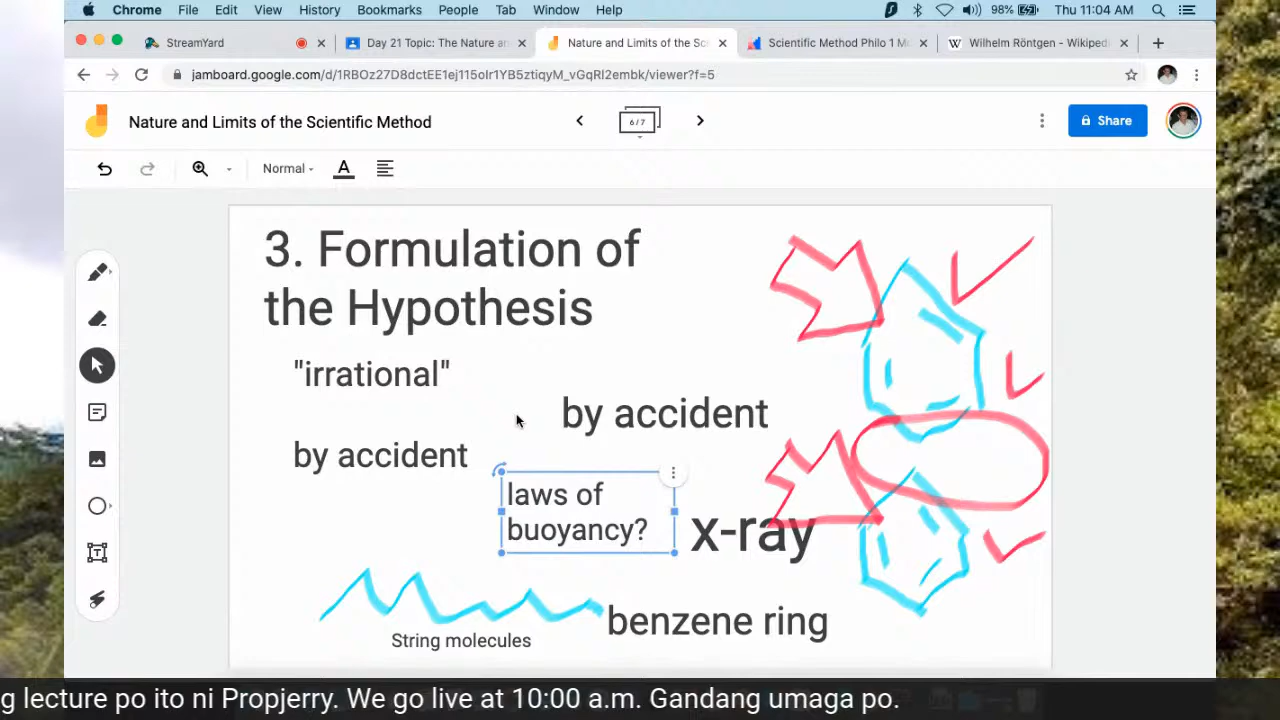 Chrome File Edit View History Bookmarks People Tab Window Help 98% Thu 11:04 AM
StreamYard
Day 21 Topic: The Nature an
Nature and Limits of the Sc
Scientific Method Philo 1 M
Wilhelm Röntgen - Wikiped
jamboard.google.com/d/1RBOz27D8dctEE1ej115oIr1YB5ztiqyM_vGqRl2embk/viewer?f=5
Nature and Limits of the Scientific Method
6/7
Share
Normal
A
3. Formulation of
the Hypothesis
"irrational"
by accident
by accident
laws of
buoyancy?
x-ray
String molecules
benzene ring
g lecture po ito ni Propjerry. We go live at 10:00 a.m. Gandang umaga po.